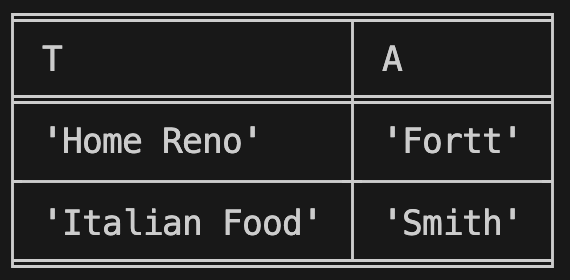 T A
'Home Reno' 'Fortt'
'Italian Food' 'Smith'